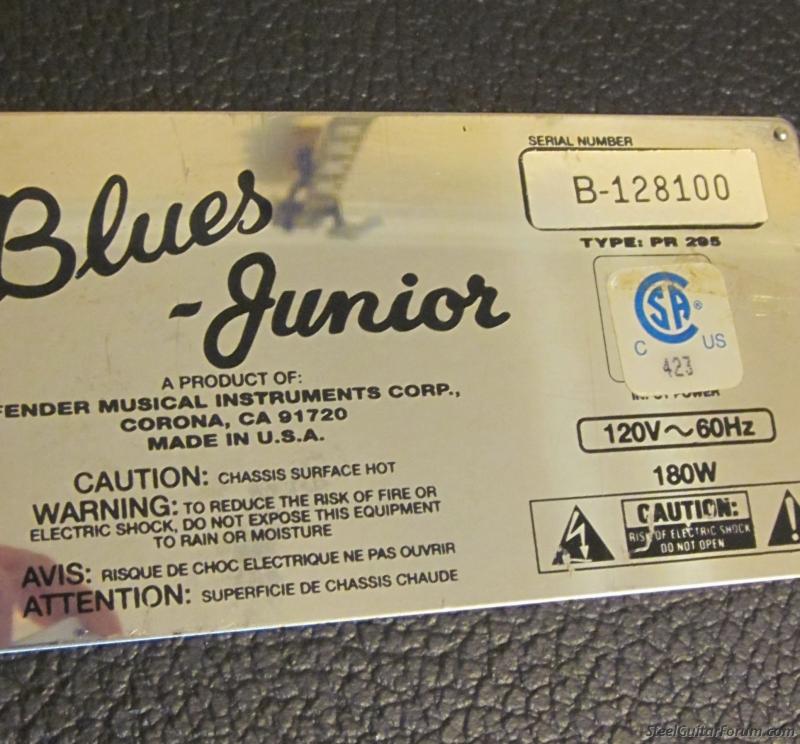 Blues
-Junior
A PRODUCT OF:
FENDER MUSICAL INSTRUMENTS CORP.,
CORONA, CA 91720
MADE IN U.S.A.
CAUTION: CHASSIS SURFACE HOT
WARNING: TO REDUCE THE RISK OF FIRE OR
ELECTRIC SHOCK, DO NOT EXPOSE THIS EQUIPMENT
TO RAIN OR MOISTURE
AVIS: RISQUE DE CHOC ELECTRIQUE NE PAS OUVRIR
ATTENTION: SUPERFICIE DE CHASSIS CHAUDE
SERIAL NUMBER
B-128100
TYPE: PR 295
CSA®
C US
423
INPUT POWER
120V~60Hz
180W
CAUTION:
RISK OF ELECTRIC SHOCK
DO NOT OPEN
SteelGuitarForum.com